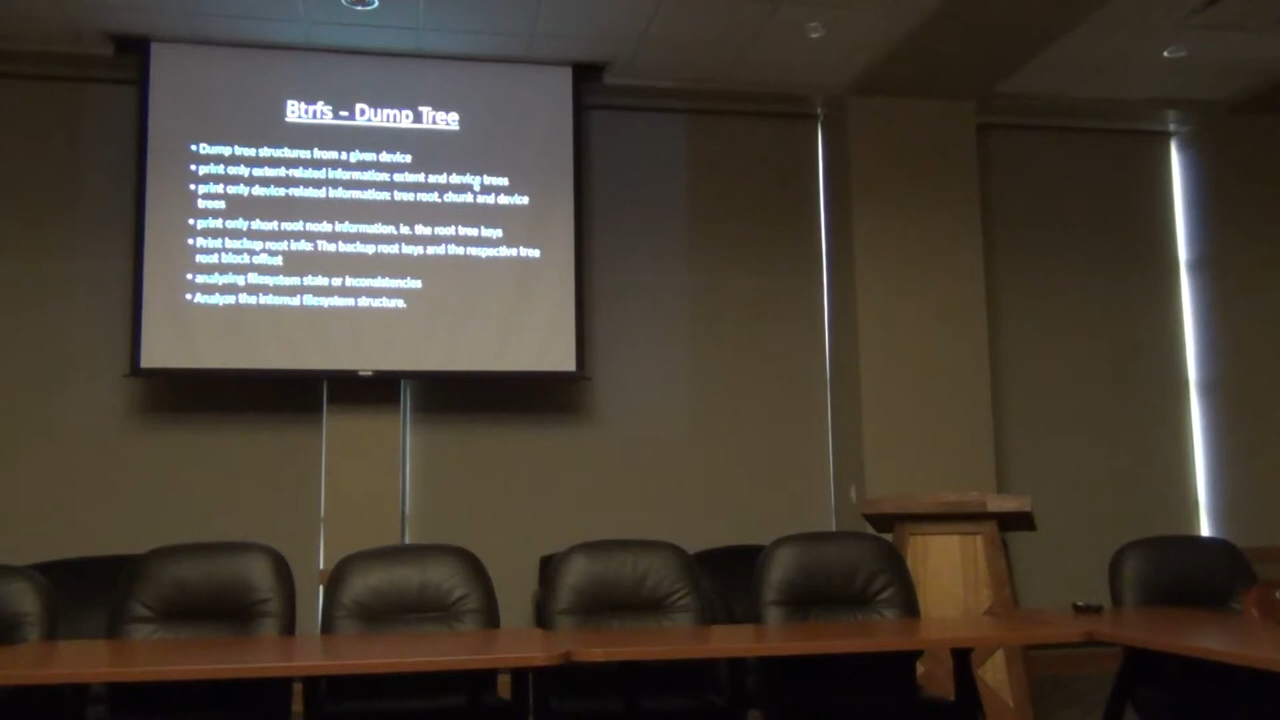 Btrfs – Dump Tree
• Dump tree structures from a given device
• print only extent-related information: extent and device trees
• print only device-related information: tree root, chunk and device
trees
• print only short root node information, ie. the root tree keys
• Print backup root info: The backup root keys and the respective tree
root block offset
• analyzing filesystem state or inconsistencies
• Analyze the internal filesystem structure.